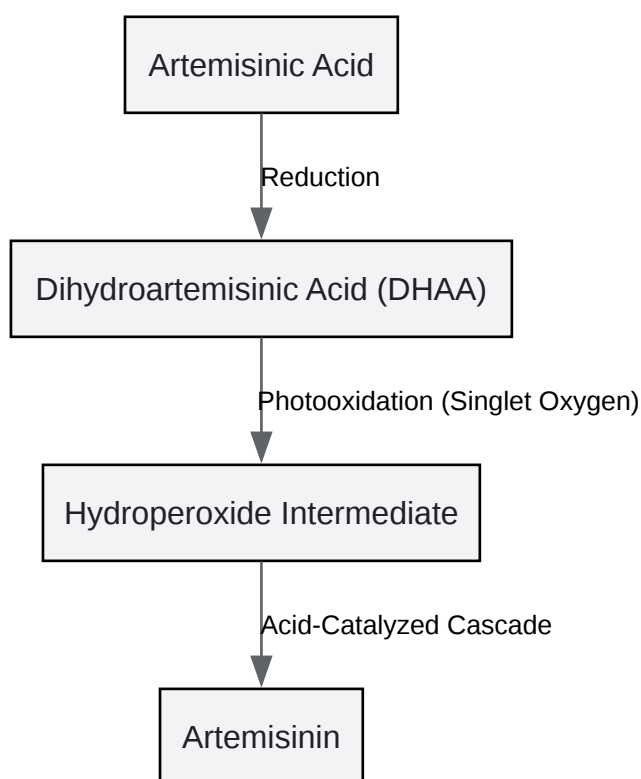 Artemisinic Acid
Reduction
Dihydroartemisinic Acid (DHAA)
Photooxidation (Singlet Oxygen)
Hydroperoxide Intermediate
Acid-Catalyzed Cascade
Artemisinin